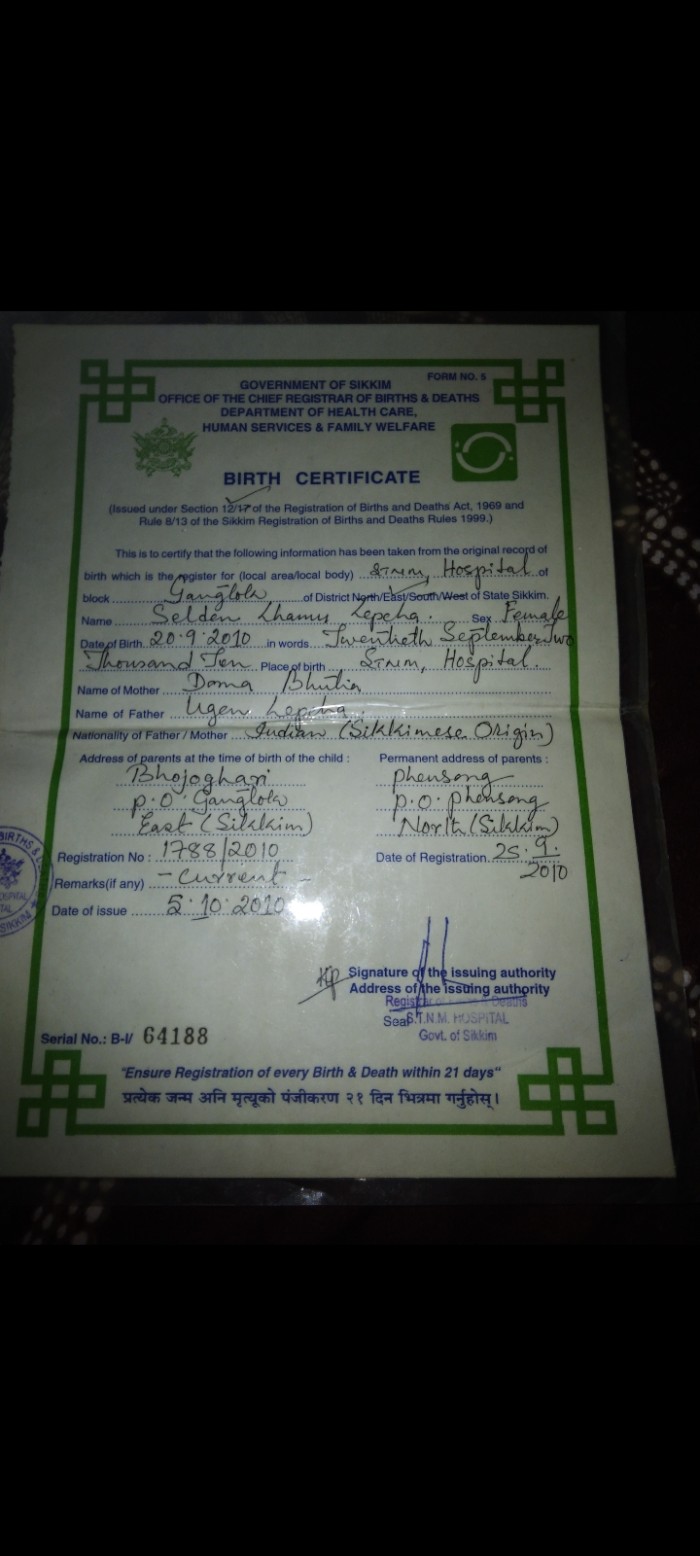 FORM NO. 5
GOVERNMENT OF SIKKIM
OFFICE OF THE CHIEF REGISTRAR OF BIRTHS & DEATHS
DEPARTMENT OF HEALTH CARE,
HUMAN SERVICES & FAMILY WELFARE
BIRTH CERTIFICATE
(Issued under Section 12/17 of the Registration of Births and Deaths Act, 1969 and
Rule 8/13 of the Sikkim Registration of Births and Deaths Rules 1999.)
This is to certify that the following information has been taken from the original record of
birth which is the register for (local area/local body) STNM, Hospital of
block Gangtok of District North/East/South/West of State Sikkim.
Name Selden Lhamu Lepcha. Sex Female
Date of Birth 20.9.2010 in words Twentieth September Two
Thousand Ten Place of birth STNM, Hospital.
Name of Mother Doma Bhutia
Name of Father Ugen Lepcha.
Nationality of Father / Mother Indian (Sikkimese Origin)
Address of parents at the time of birth of the child : Permanent address of parents :
Bhojoghari Phensong
P.O. Gangtok P.O. Phensong
East (Sikkim) North (Sikkim)
Registration No : 1788/2010 Date of Registration. 25.9.
2010
Remarks(if any) - current -
Date of issue 5.10.2010
Signature of the issuing authority
Address of the issuing authority
Registrar of Births & Deaths
Seal S.T.N.M. HOSPITAL
Govt. of Sikkim
Serial No.: B-I/ 64188
"Ensure Registration of every Birth & Death within 21 days"
प्रत्येक जन्म अनि मृत्यूको पंजीकरण २१ दिन भित्रमा गर्नुहोस् ।